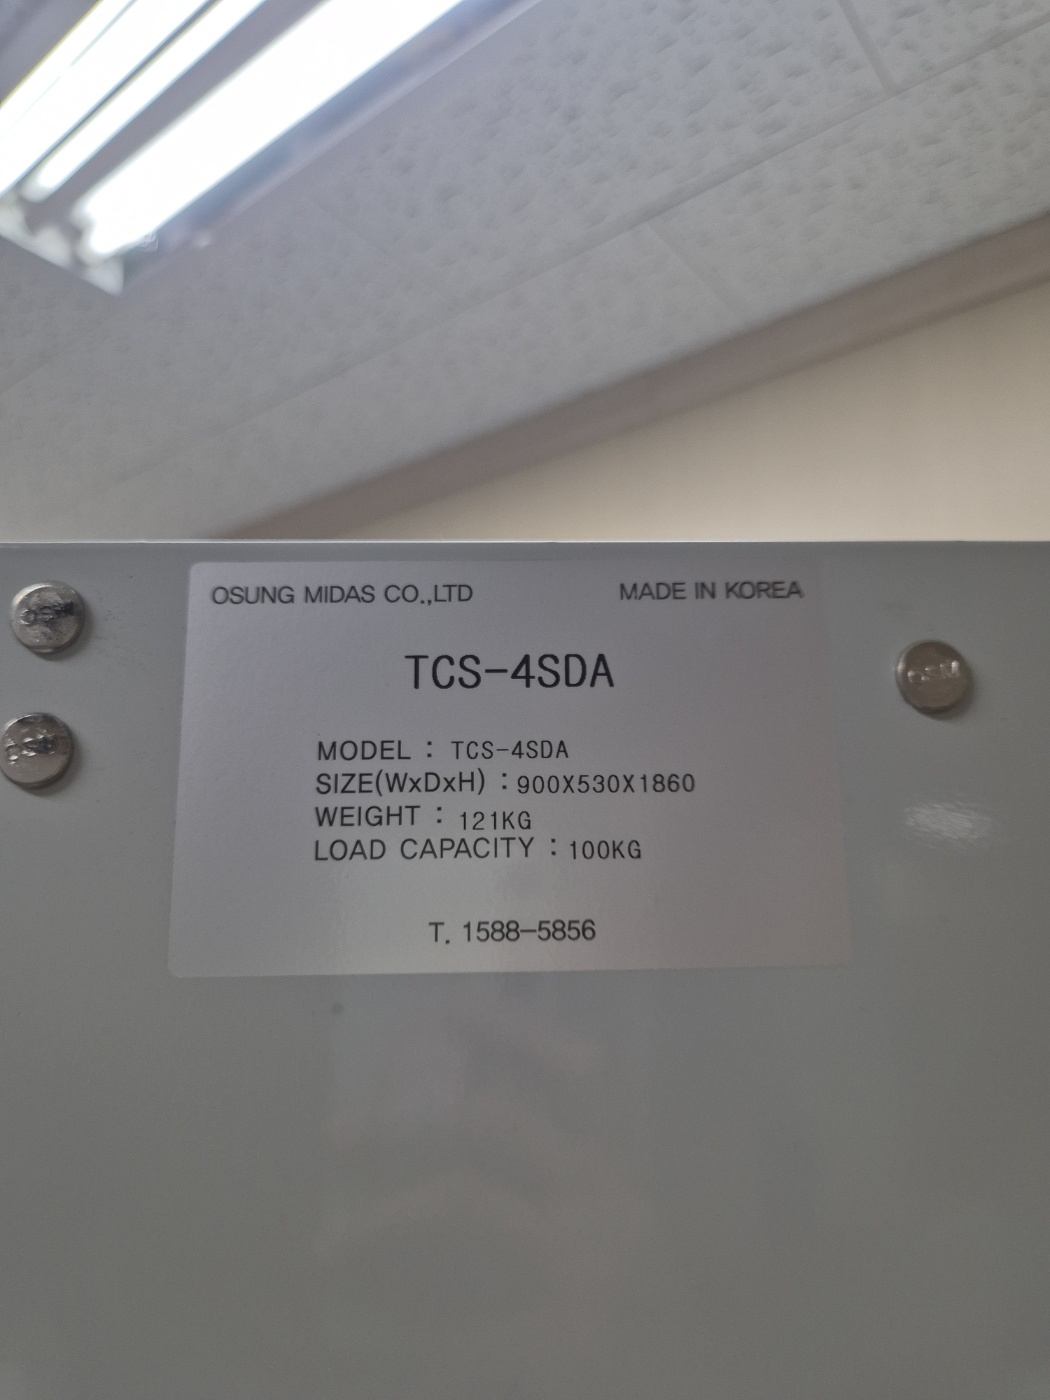 OSUNG MIDAS CO.,LTD MADE IN KOREA
TCS-4SDA
MODEL : TCS-4SDA
SIZE(WxDxH) : 900X530X1860
WEIGHT : 121KG
LOAD CAPACITY : 100KG
T. 1588-5856